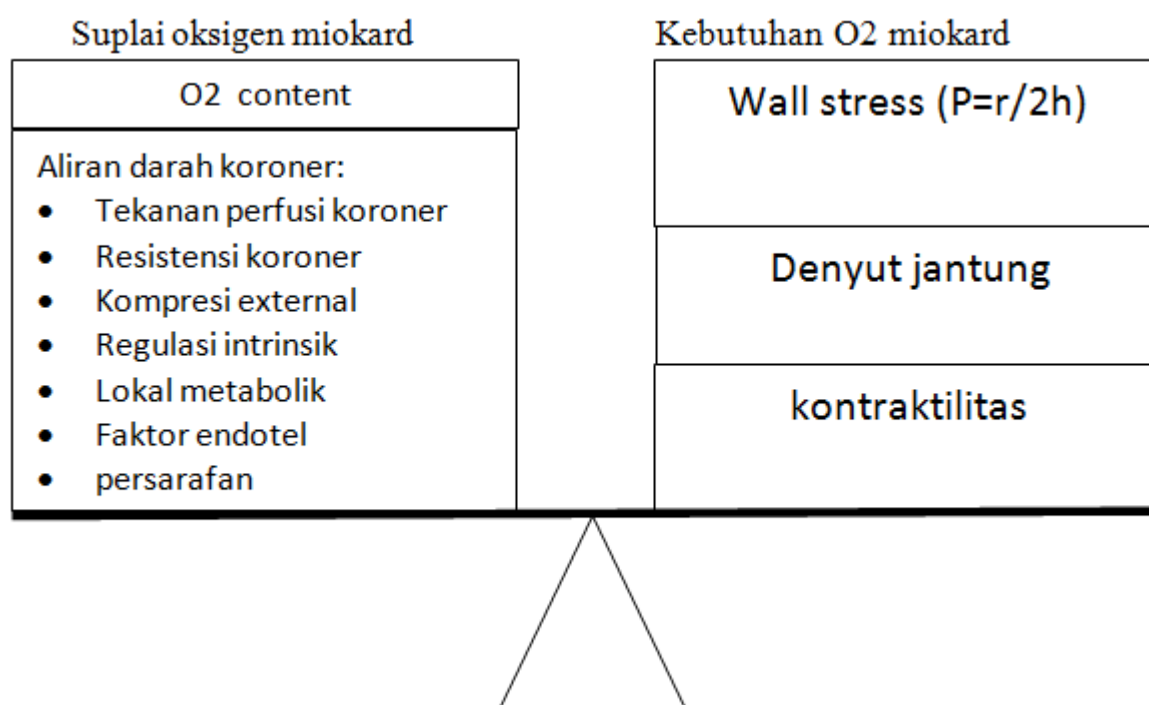 Suplai oksigen miokard
O2 content
Aliran darah koroner:
• Tekanan perfusi koroner
• Resistensi koroner
• Kompresi external
• Regulasi intrinsik
• Lokal metabolik
• Faktor endotel
• persarafan
Kebutuhan O2 miokard
Wall stress (P=r/2h)
Denyut jantung
kontraktilitas